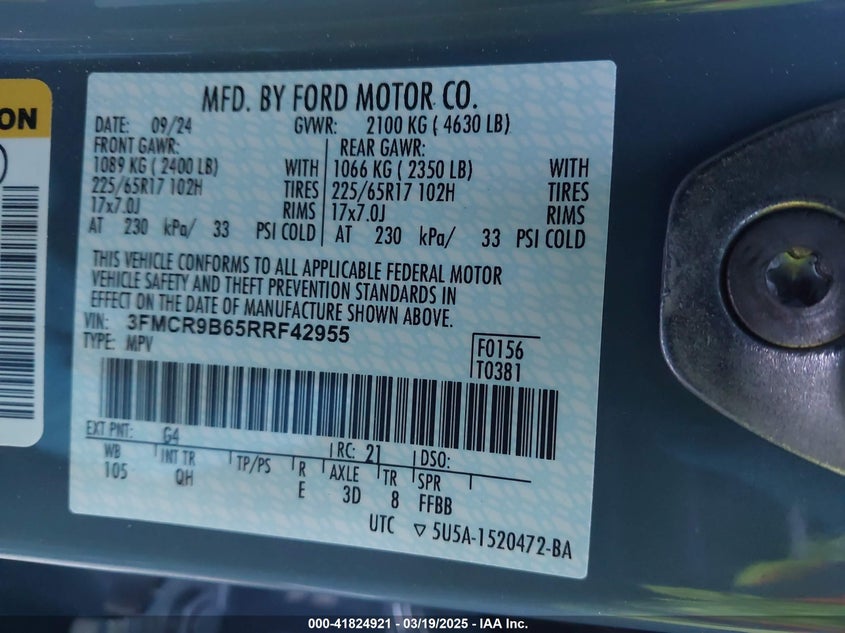 ON
MFD. BY FORD MOTOR CO.
DATE: 09/24 GVWR: 2100 KG ( 4630 LB)
FRONT GAWR: REAR GAWR:
1089 KG ( 2400 LB) WITH 1066 KG ( 2350 LB) WITH
225/65R17 102H TIRES 225/65R17 102H TIRES
17x7.0J RIMS 17x7.0J RIMS
AT 230 kPa/ 33 PSI COLD AT 230 kPa/ 33 PSI COLD
THIS VEHICLE CONFORMS TO ALL APPLICABLE FEDERAL MOTOR
VEHICLE SAFETY AND THEFT PREVENTION STANDARDS IN
EFFECT ON THE DATE OF MANUFACTURE SHOWN ABOVE.
VIN: 3FMCR9B65RRF42955
TYPE: MPV
F0156
T0381
EXT PNT: G4 RC: 21 DSO:
WB INT TR TP/PS R AXLE TR SPR
105 QH E 3D 8 FFBB
UTC ▽ 5U5A-1520472-BA
000-41824921 - 03/19/2025 - IAA Inc.